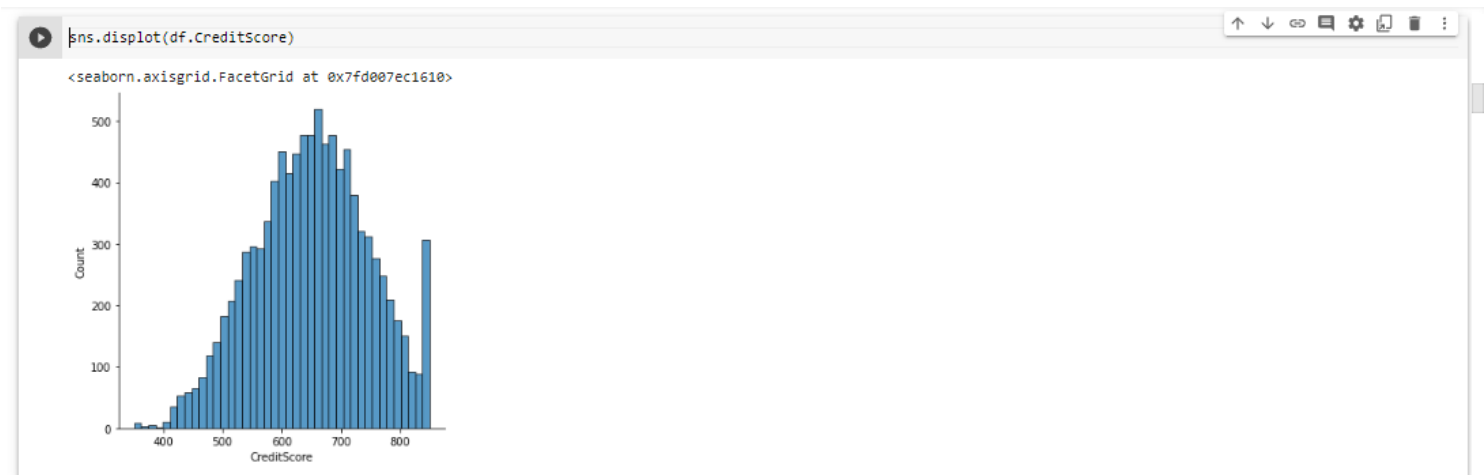 sns.displot(df.CreditScore)
<seaborn.axisgrid.FacetGrid at 0x7fd007ec1610>
500
400
300
200
100
0
Count
400 500 600 700 800
CreditScore